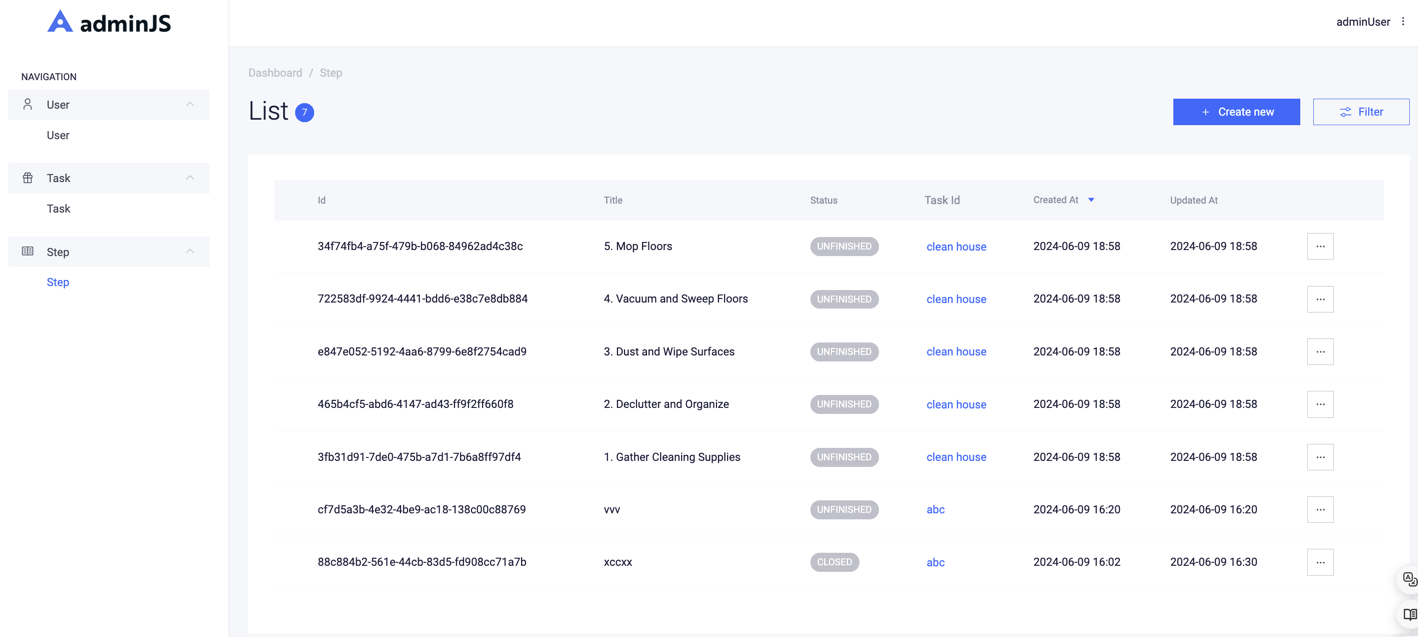 adminJS
adminUser
NAVIGATION
User
User
Task
Task
Step
Step
Dashboard / Step
List 7
+ Create new
Filter
Id Title Status Task Id Created At Updated At
34f74fb4-a75f-479b-b068-84962ad4c38c 5. Mop Floors UNFINISHED clean house 2024-06-09 18:58 2024-06-09 18:58
722583df-9924-4441-bdd6-e38c7e8db884 4. Vacuum and Sweep Floors UNFINISHED clean house 2024-06-09 18:58 2024-06-09 18:58
e847e052-5192-4aa6-8799-6e8f2754cad9 3. Dust and Wipe Surfaces UNFINISHED clean house 2024-06-09 18:58 2024-06-09 18:58
465b4cf5-abd6-4147-ad43-ff9f2ff660f8 2. Declutter and Organize UNFINISHED clean house 2024-06-09 18:58 2024-06-09 18:58
3fb31d91-7de0-475b-a7d1-7b6a8ff97df4 1. Gather Cleaning Supplies UNFINISHED clean house 2024-06-09 18:58 2024-06-09 18:58
cf7d5a3b-4e32-4be9-ac18-138c00c88769 vvv UNFINISHED abc 2024-06-09 16:20 2024-06-09 16:20
88c884b2-561e-44cb-83d5-fd908cc71a7b xccxx CLOSED abc 2024-06-09 16:02 2024-06-09 16:30